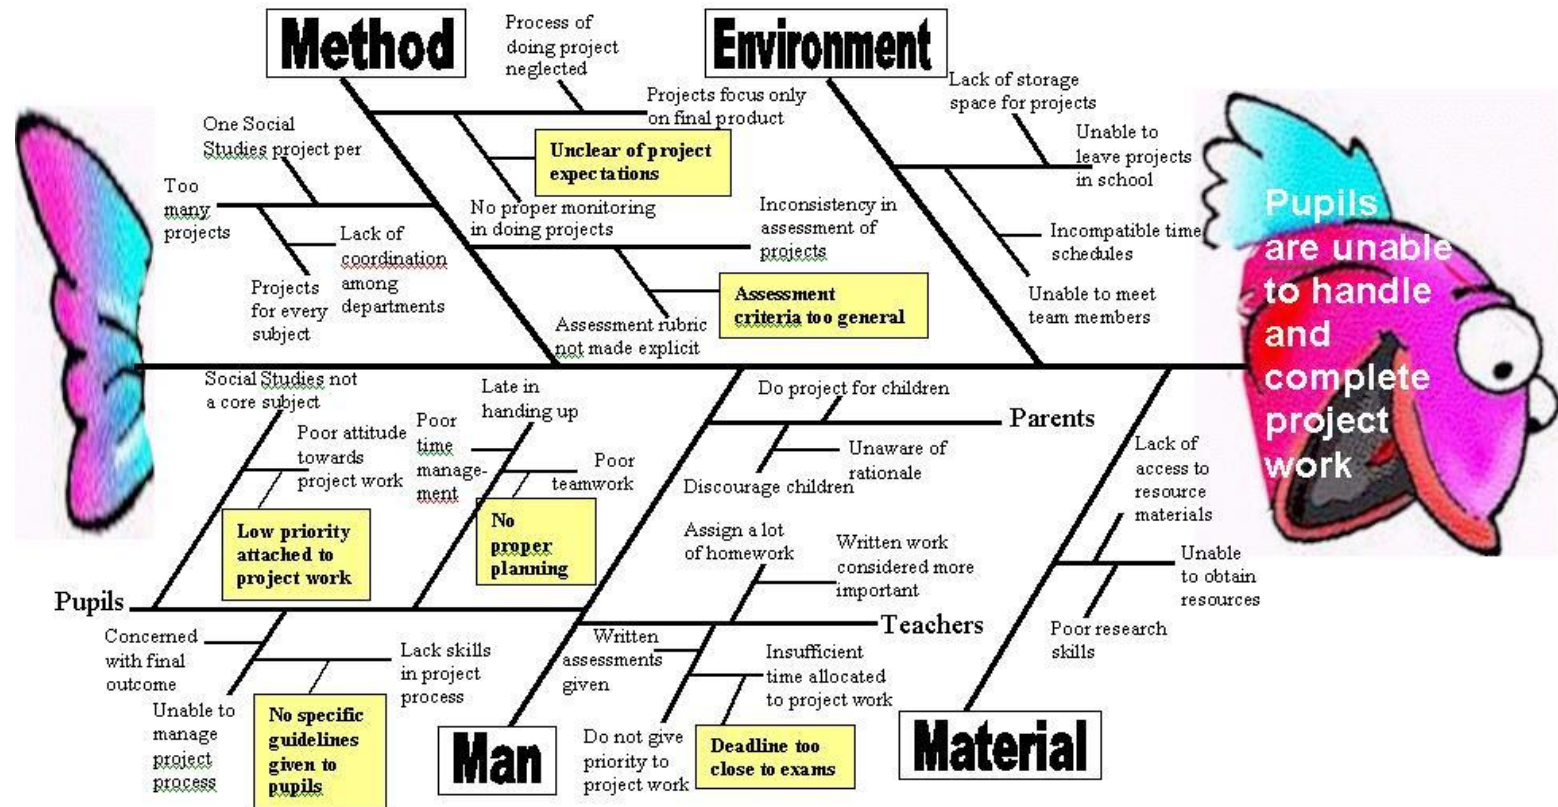 Method
Process of
doing project
neglected
Projects focus only
on final product
Unclear of project
expectations
No proper monitoring
in doing projects
One Social
Studies project per
Too
many
projects
Lack of
coordination
among
departments
Projects
for every
subject
Inconsistency in
assessment of
projects
Assessment
criteria too general
Assessment rubric
not made explicit
Environment
Lack of storage
space for projects
Unable to
leave projects
in school
Incompatible time
schedules
Unable to meet
team members
Pupils
are unable
to handle
and
complete
project
work
Social Studies not
a core subject
Poor attitude
towards
project work
Low priority
attached to
project work
Late in
handing up
Poor
time
manage-
ment
Poor
teamwork
No
proper
planning
Pupils
Concerned
with final
outcome
Unable to
manage
project
process
Lack skills
in project
process
No specific
guidelines
given to
pupils
Man
Do project for children
Parents
Unaware of
rationale
Discourage children
Assign a lot
of homework
Written work
considered more
important
Teachers
Written
assessments
given
Insufficient
time allocated
to project work
Do not give
priority to
project work
Deadline too
close to exams
Lack of
access to
resource
materials
Unable
to obtain
resources
Poor research
skills
Material